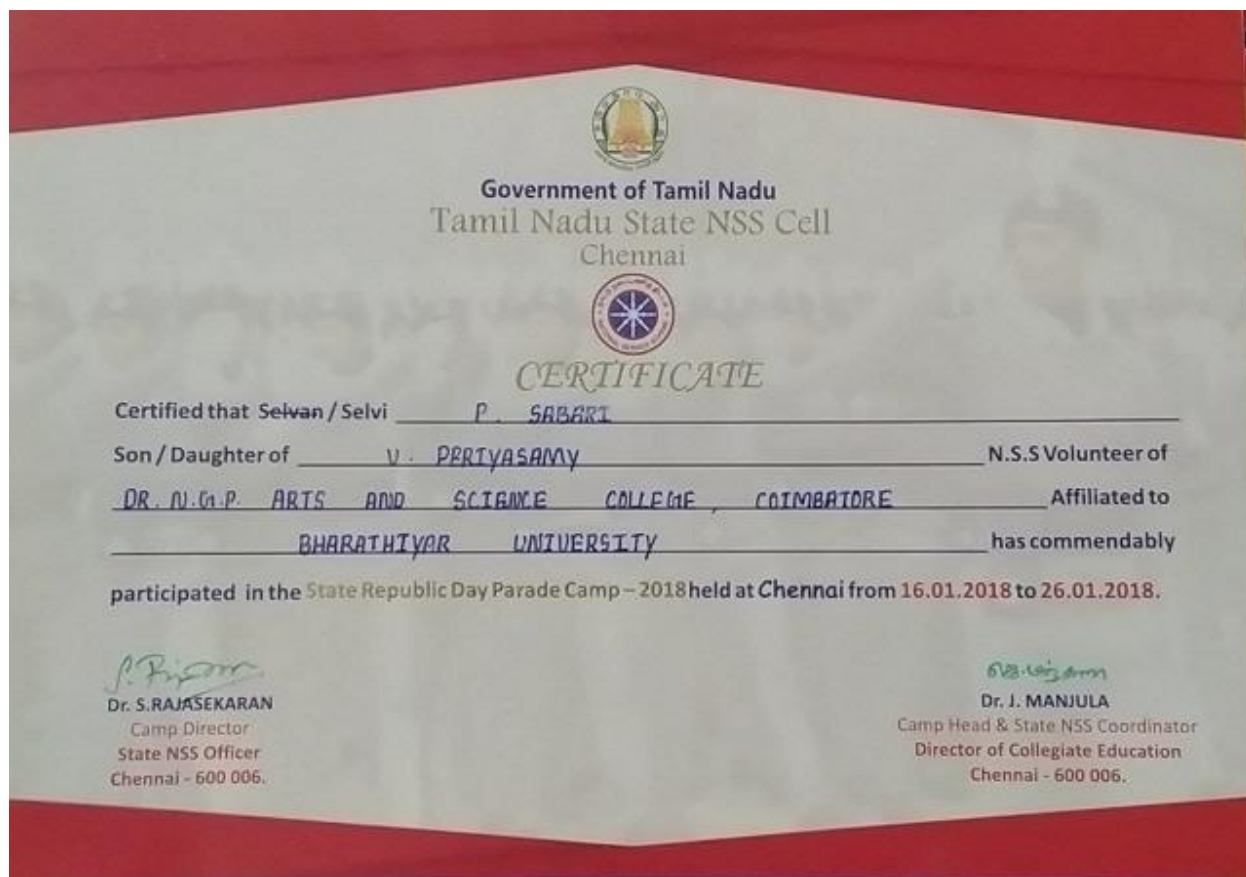 Government of Tamil Nadu
Tamil Nadu State NSS Cell
Chennai
CERTIFICATE
Certified that Selvan / Selvi P. SABARI
Son / Daughter of V. PERIYASAMY N.S.S Volunteer of
DR. N.G.P. ARTS AND SCIENCE COLLEGE, COIMBATORE Affiliated to
BHARATHIYAR UNIVERSITY has commendably
participated in the State Republic Day Parade Camp – 2018 held at Chennai from 16.01.2018 to 26.01.2018.
Dr. S.RAJASEKARAN
Camp Director
State NSS Officer
Chennai - 600 006.
Dr. J. MANJULA
Camp Head & State NSS Coordinator
Director of Collegiate Education
Chennai - 600 006.